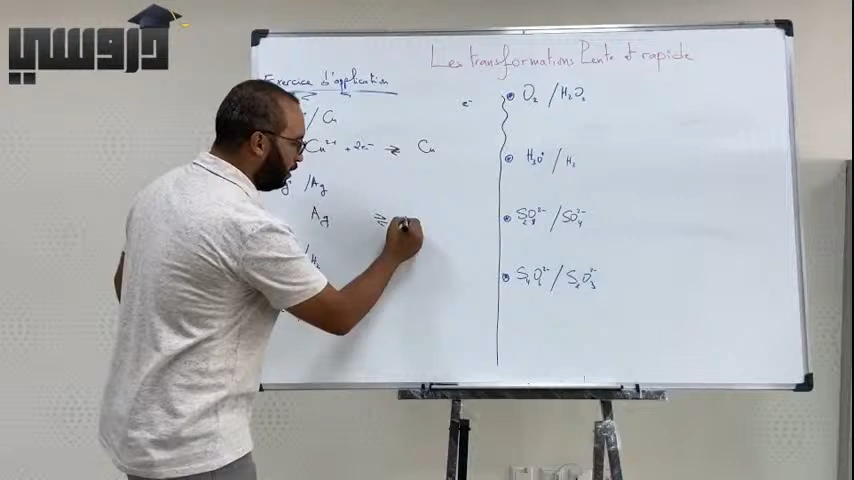 دروسي
Les transformations Lente et rapide
Exercice d'application
/ Cu
e-
Cu²⁺ + 2e- ⇌ Cu
/Ag
Ag ⇌
/H₂
O₂ / H₂O₂
H₃O⁺ / H₂
S₂O₈²⁻ / SO₄²⁻
S₄O₆²⁻ / S₂O₃²⁻